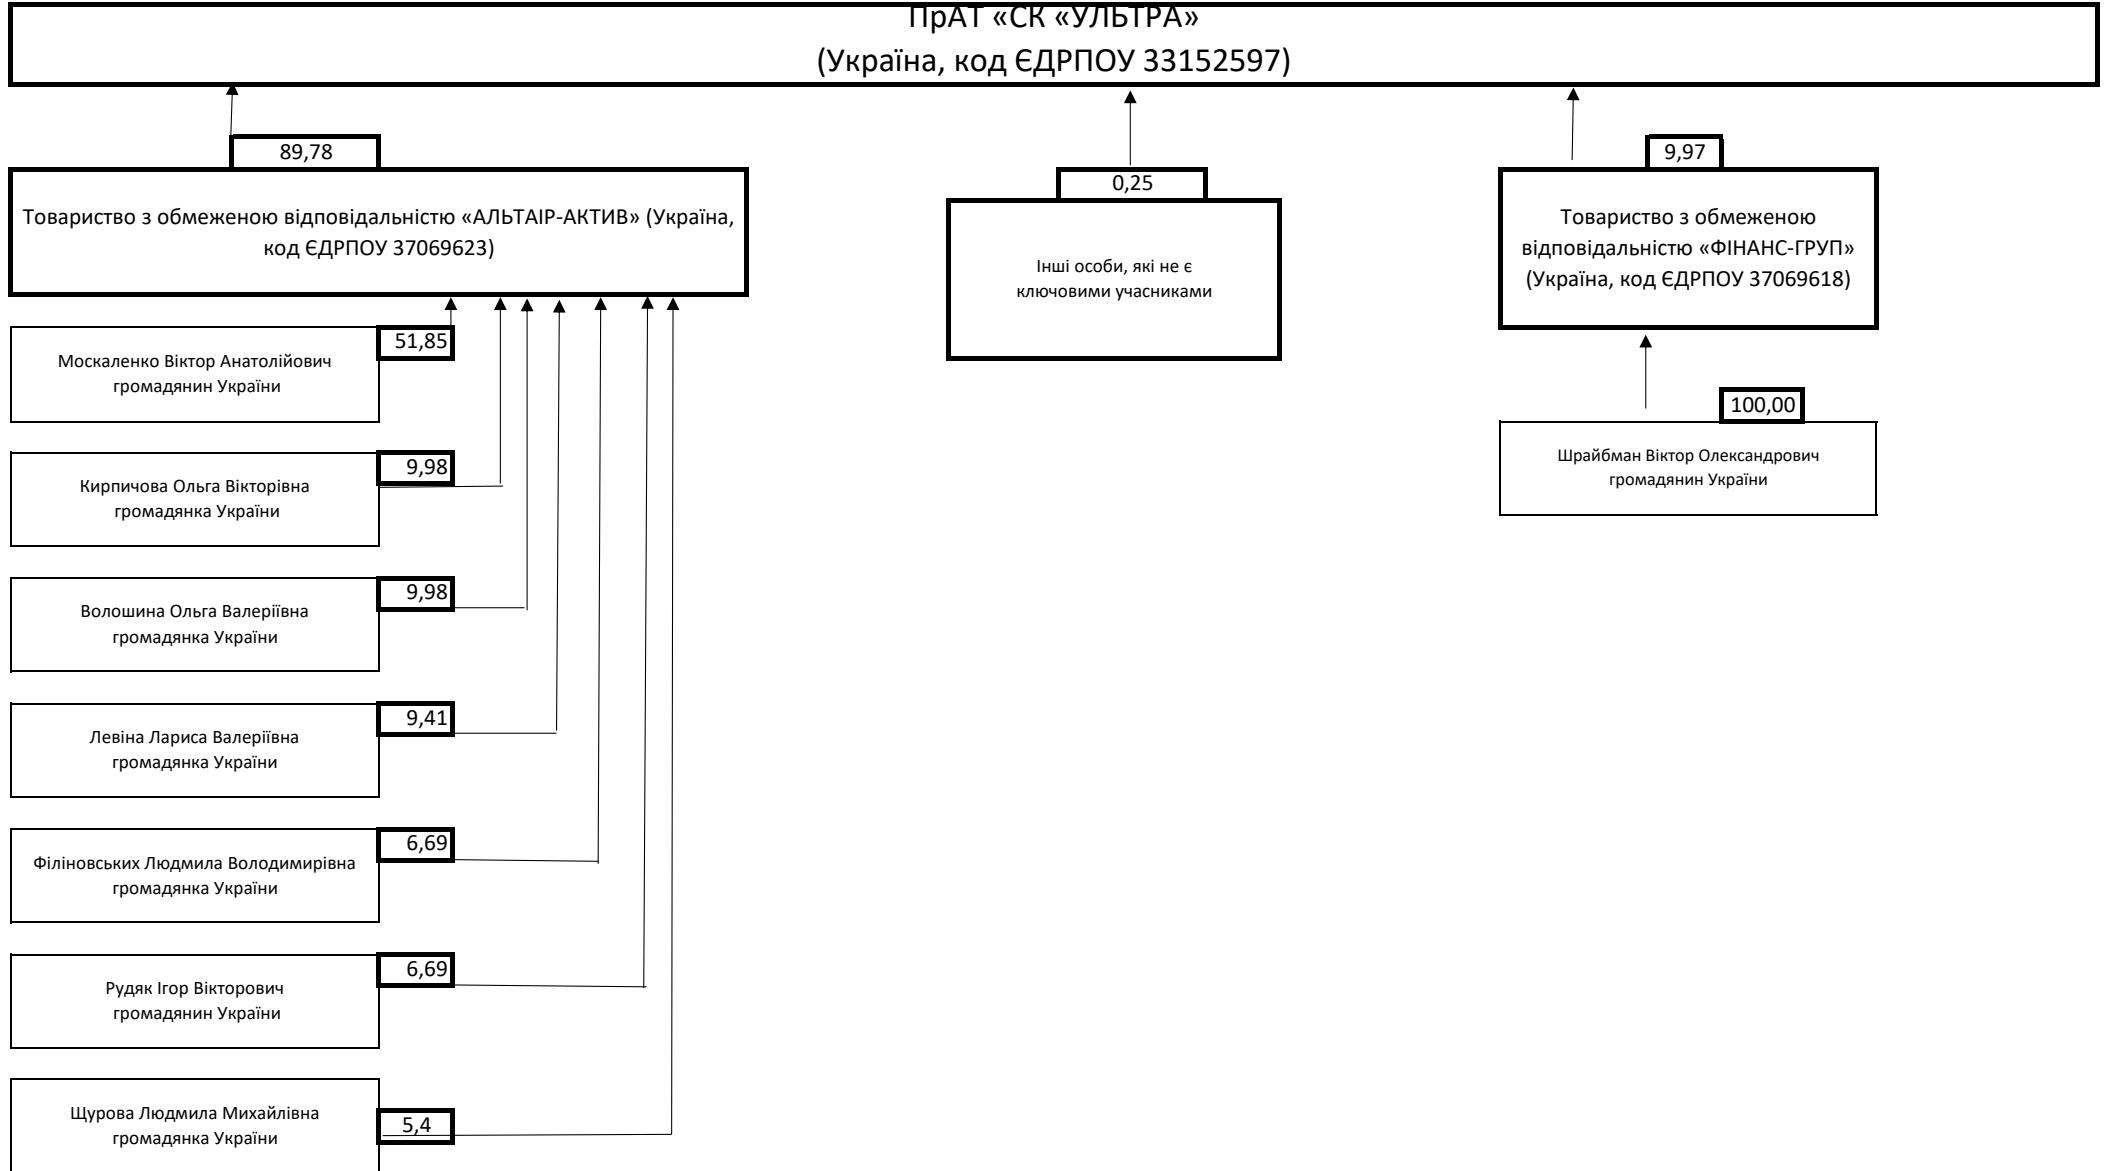 ПрАТ «СК «УЛЬТРА»
(Україна, код ЄДРПОУ 33152597)
89,78
Товариство з обмеженою відповідальністю «АЛЬТАІР-АКТИВ» (Україна,
код ЄДРПОУ 37069623)
0,25
Інші особи, які не є
ключовими учасниками
9,97
Товариство з обмеженою
відповідальністю «ФІНАНС-ГРУП»
(Україна, код ЄДРПОУ 37069618)
100,00
Шрайбман Віктор Олександрович
громадянин України
51,85
Москаленко Віктор Анатолійович
громадянин України
9,98
Кирпичова Ольга Вікторівна
громадянка України
9,98
Волошина Ольга Валеріївна
громадянка України
9,41
Левіна Лариса Валеріївна
громадянка України
6,69
Філіновських Людмила Володимирівна
громадянка України
6,69
Рудяк Ігор Вікторович
громадянин України
Щурова Людмила Михайлівна
громадянка України
5,4